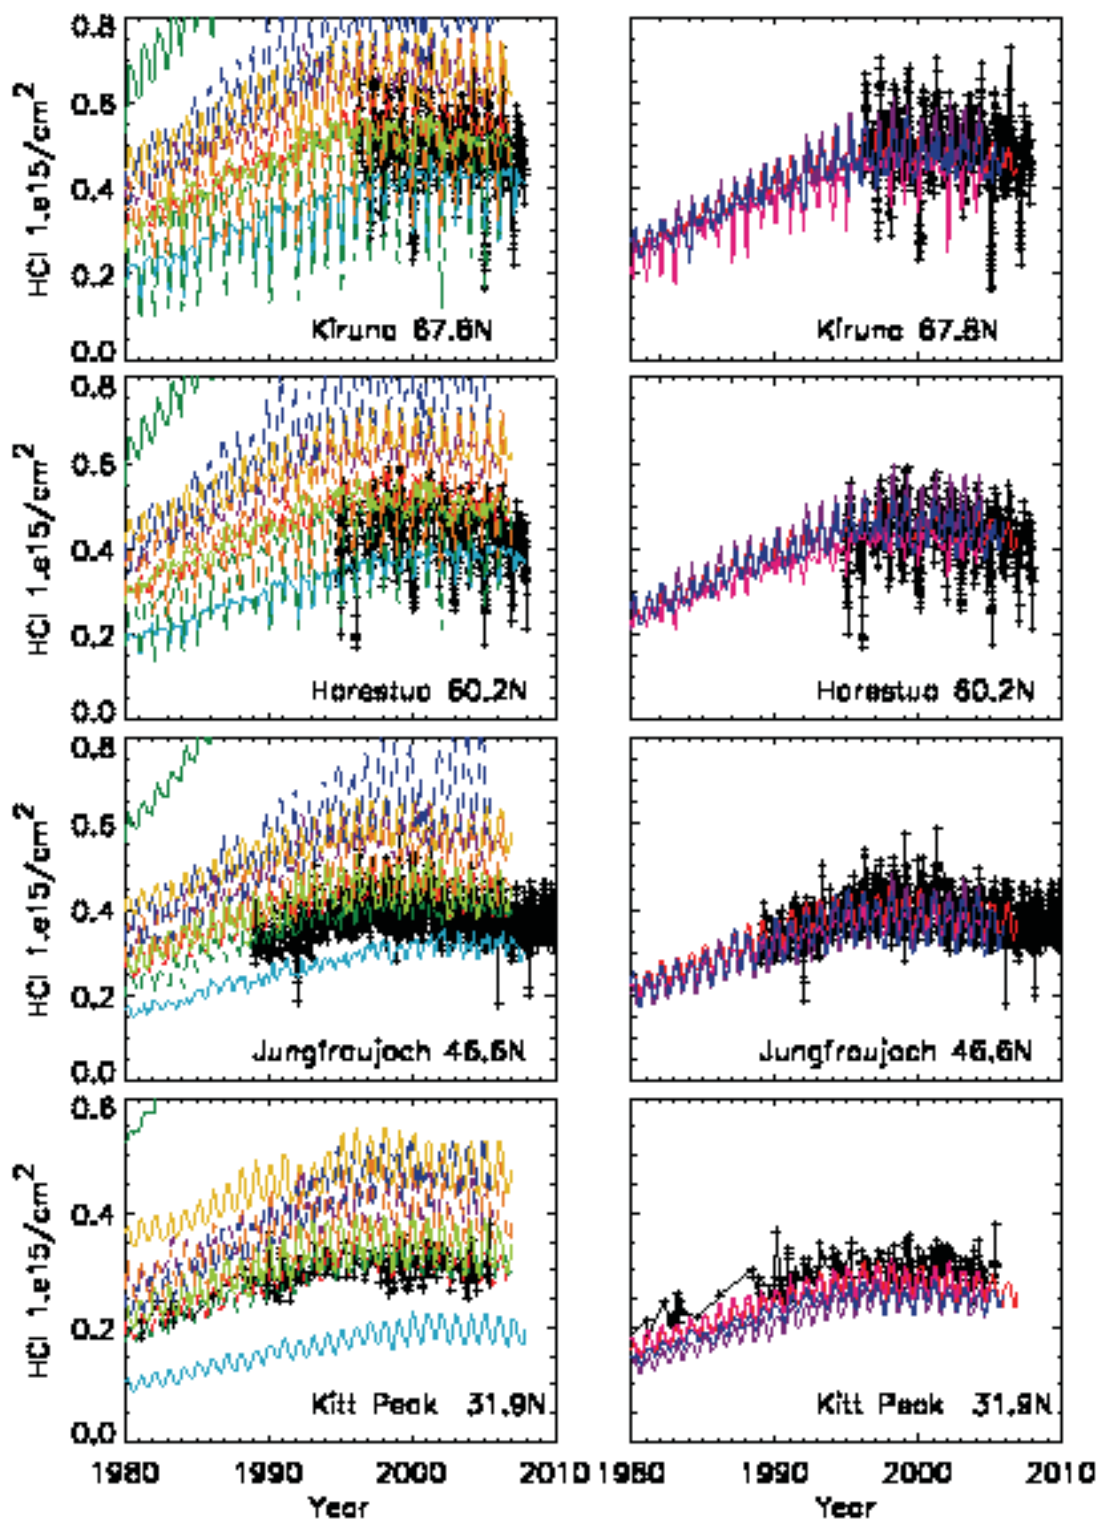 0.8
0.6
0.4
0.2
0.0
HCl 1.e15/cm2
Kiruna 67.8N
Kiruna 67.8N
0.8
0.6
0.4
0.2
0.0
HCl 1.e15/cm2
Harestua 60.2N
Harestua 60.2N
0.8
0.6
0.4
0.2
0.0
HCl 1.e15/cm2
Jungfraujoch 46.6N
Jungfraujoch 46.6N
0.6
0.4
0.2
0.0
HCl 1.e15/cm2
Kitt Peak 31.9N
Kitt Peak 31.9N
1980 1990 2000 2010 1980 1990 2000 2010
Year Year